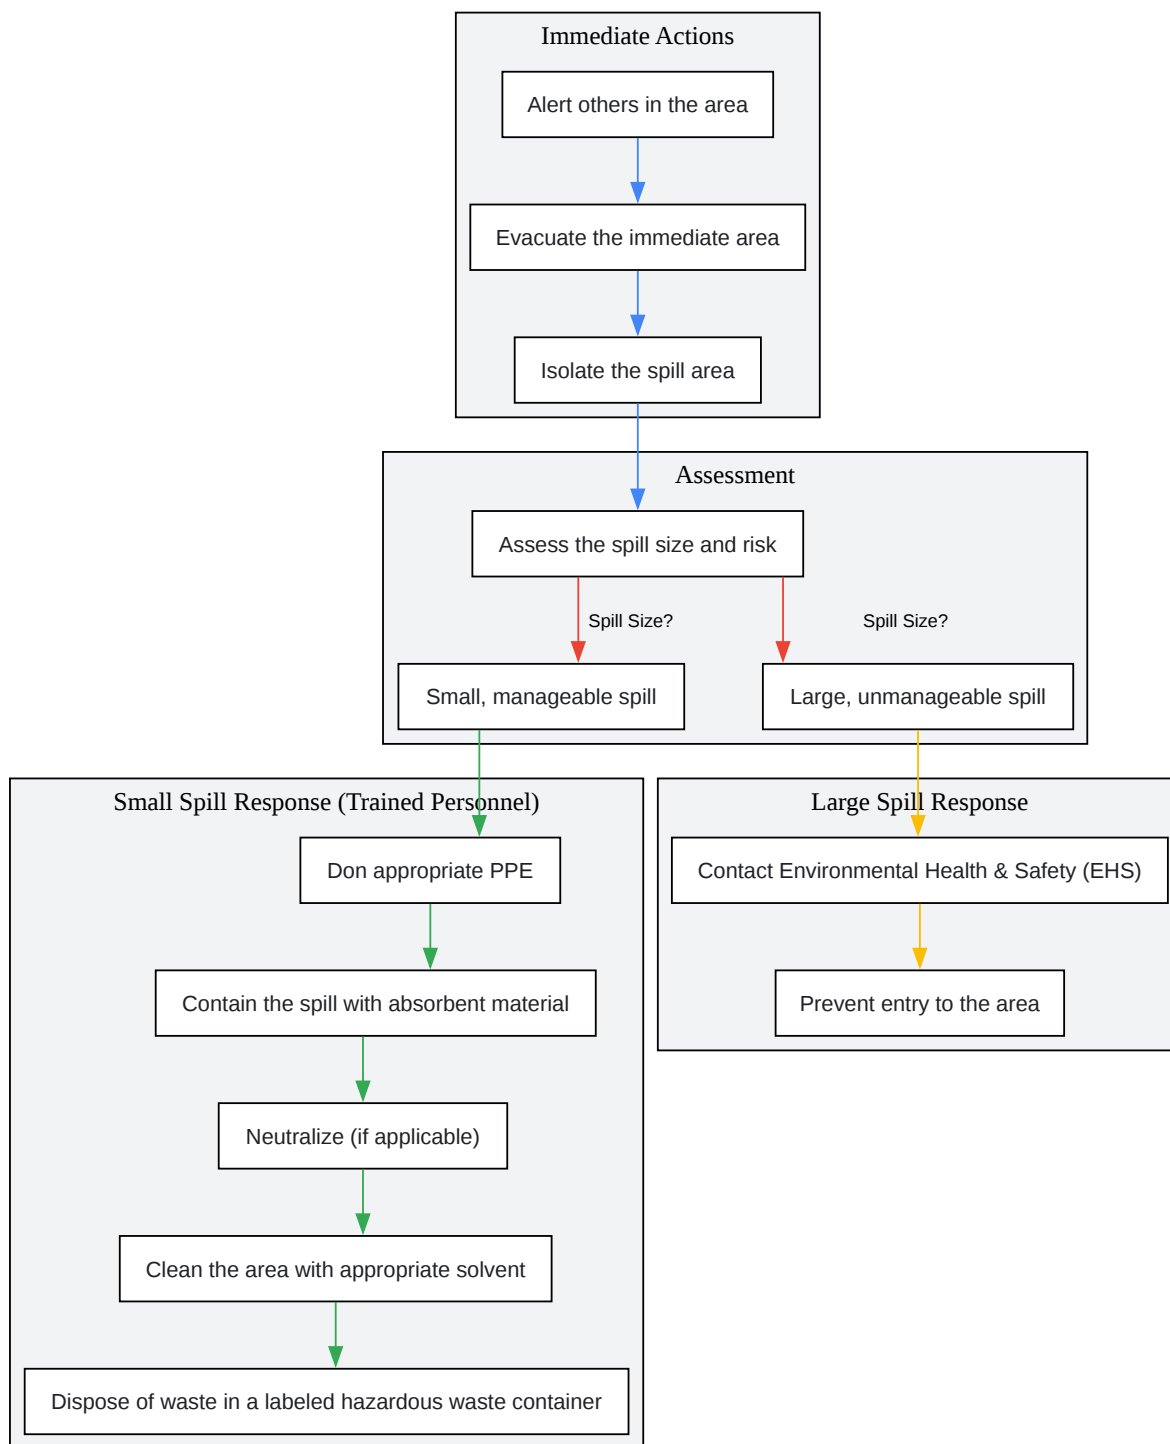 Immediate Actions
Alert others in the area
Evacuate the immediate area
Isolate the spill area
Assessment
Assess the spill size and risk
Spill Size?
Spill Size?
Small, manageable spill
Large, unmanageable spill
Small Spill Response (Trained Personnel)
Don appropriate PPE
Contain the spill with absorbent material
Neutralize (if applicable)
Clean the area with appropriate solvent
Dispose of waste in a labeled hazardous waste container
Large Spill Response
Contact Environmental Health & Safety (EHS)
Prevent entry to the area